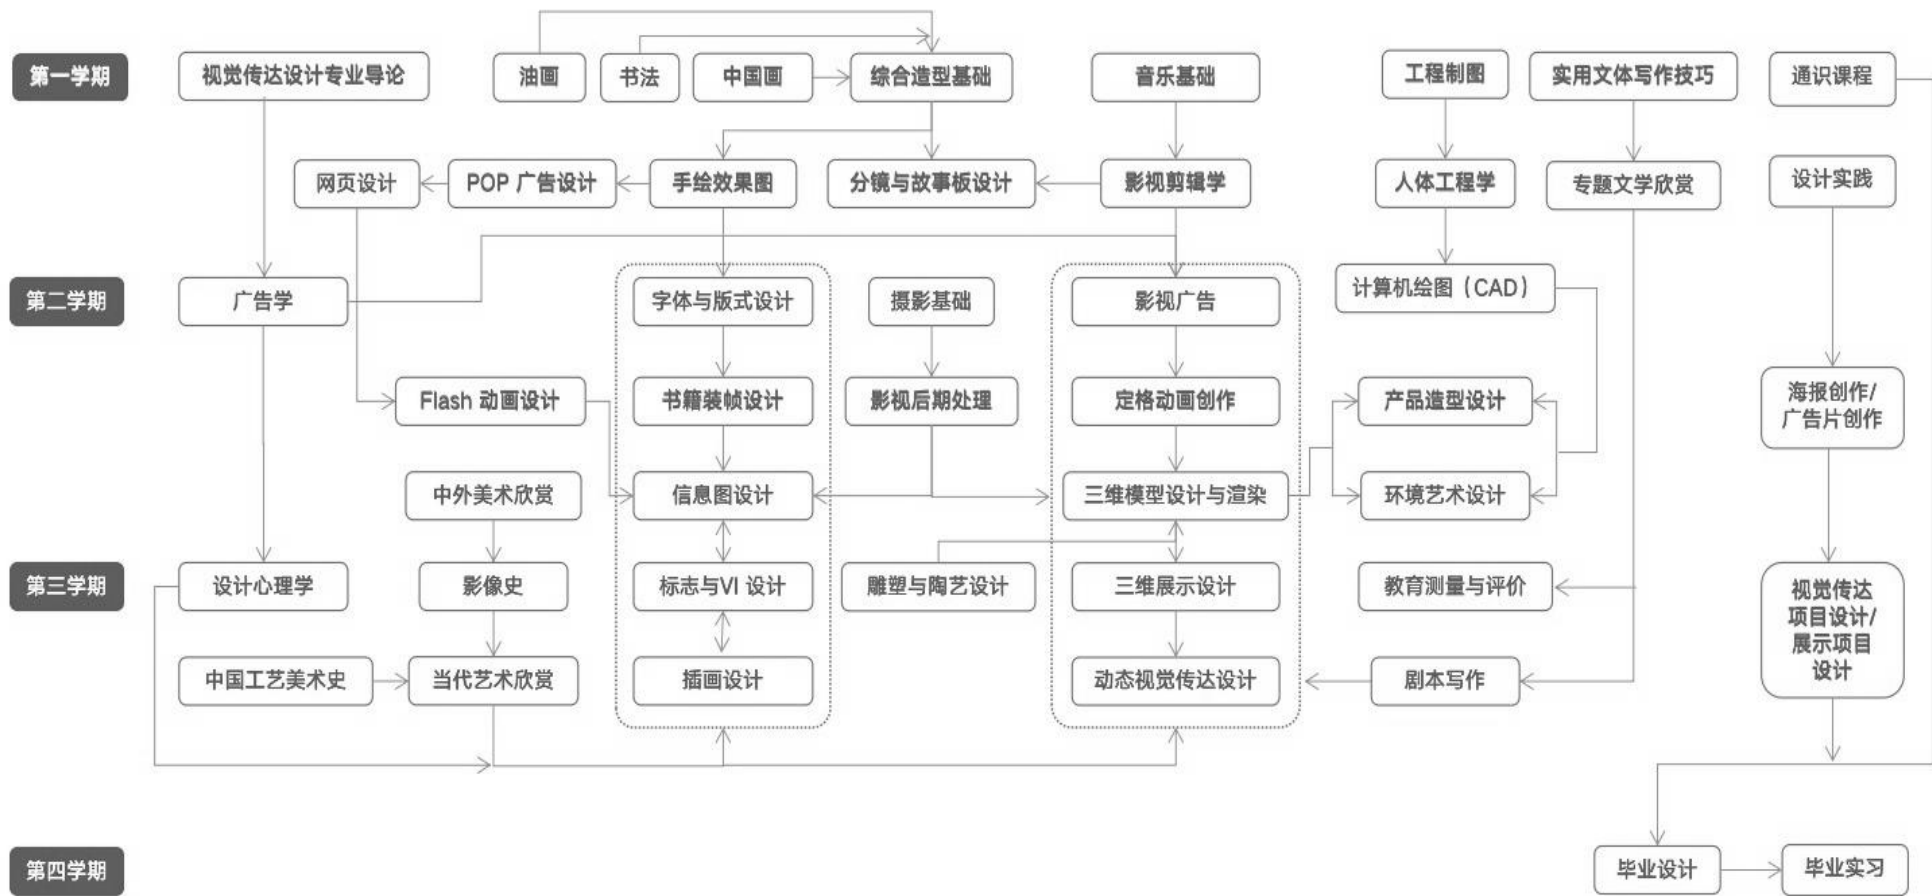 第一学期
视觉传达设计专业导论
油画
书法
中国画
综合造型基础
音乐基础
工程制图
实用文体写作技巧
通识课程
网页设计
POP 广告设计
手绘效果图
分镜与故事板设计
影视剪辑学
人体工程学
专题文学欣赏
设计实践
第二学期
广告学
字体与版式设计
摄影基础
影视广告
计算机绘图（CAD）
Flash 动画设计
书籍装帧设计
影视后期处理
定格动画创作
产品造型设计
海报创作/
广告片创作
中外美术欣赏
信息图设计
三维模型设计与渲染
环境艺术设计
第三学期
设计心理学
影像史
标志与VI 设计
雕塑与陶艺设计
三维展示设计
教育测量与评价
视觉传达
项目设计/
展示项目
设计
中国工艺美术史
当代艺术欣赏
插画设计
动态视觉传达设计
剧本写作
第四学期
毕业设计
毕业实习